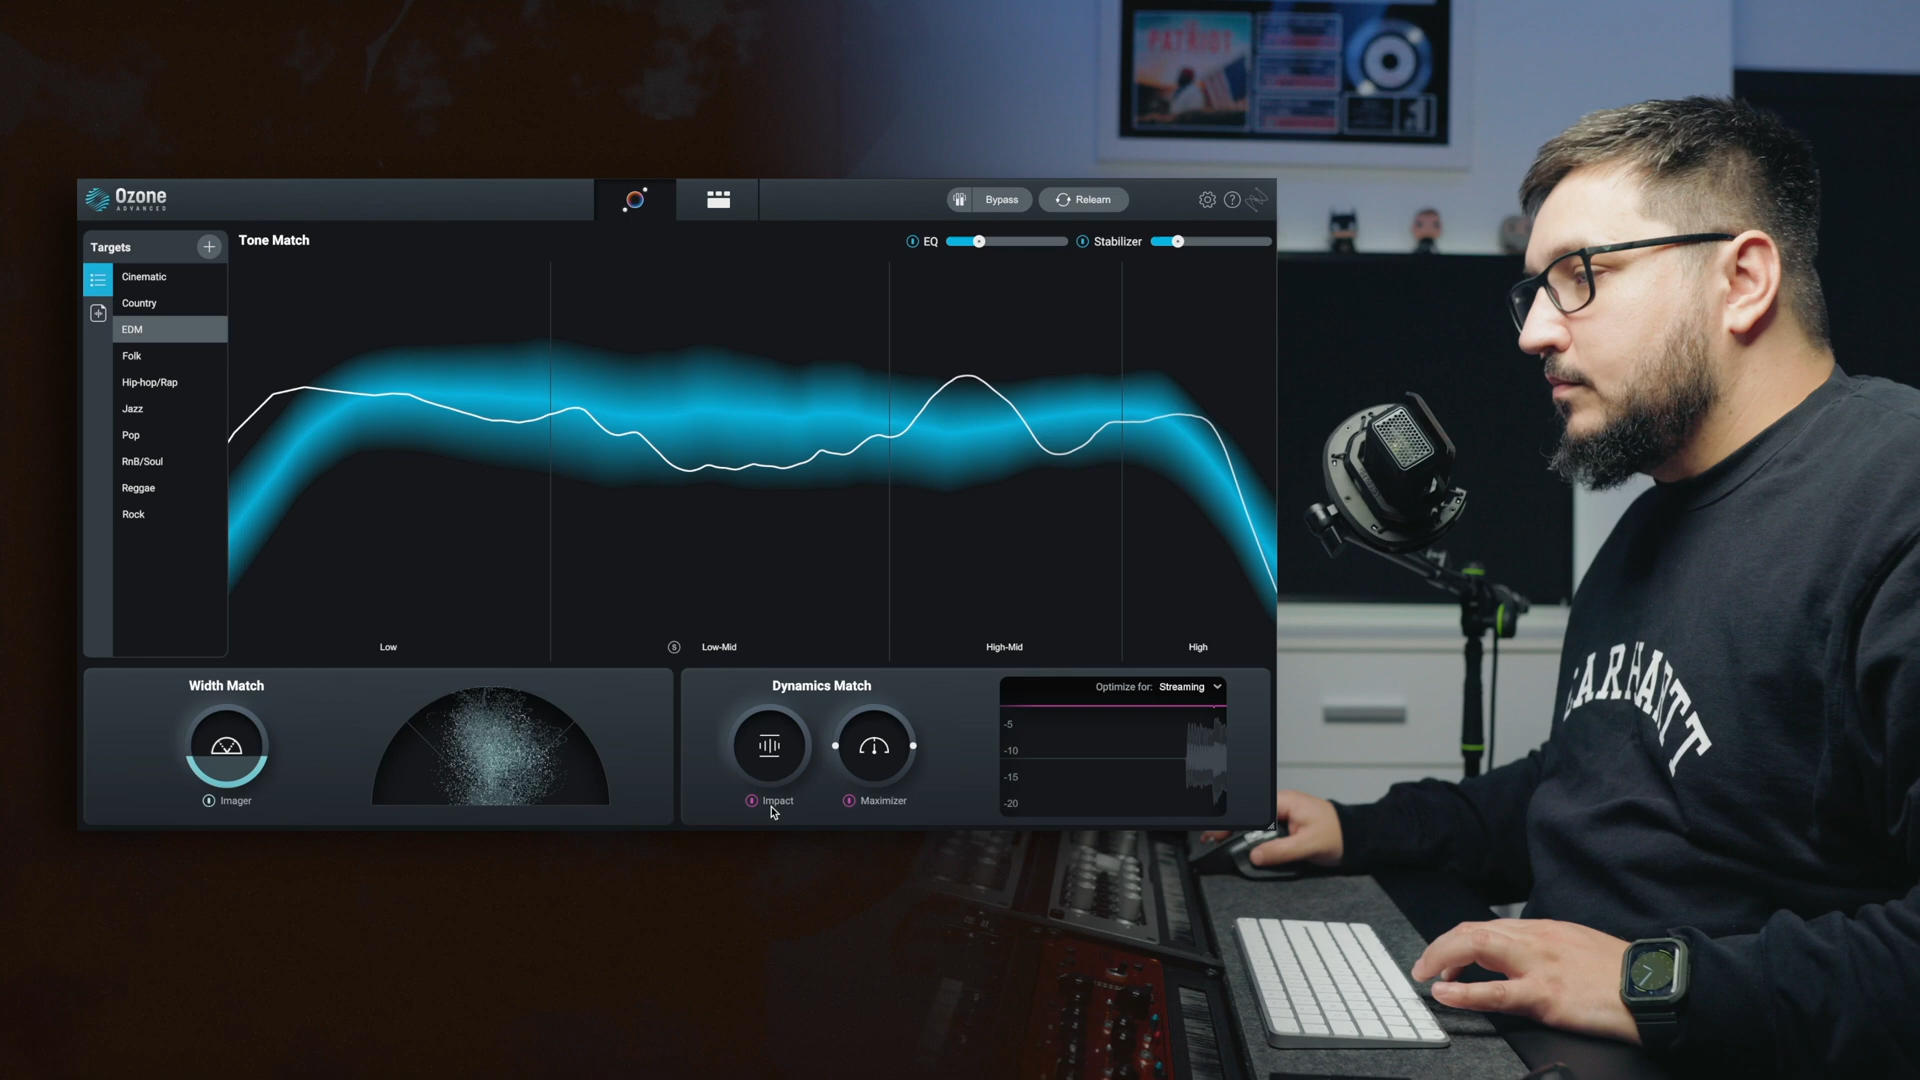 PATRIOT
Ozone
ADVANCED
Bypass
Relearn
?
Targets
+
Tone Match
EQ
Stabilizer
Cinematic
Country
EDM
Folk
Hip-hop/Rap
Jazz
Pop
RnB/Soul
Reggae
Rock
Low
S
Low-Mid
High-Mid
High
Width Match
Dynamics Match
Optimize for: Streaming
-5
-10
-15
-20
Imager
Impact
Maximizer
CARHARTT